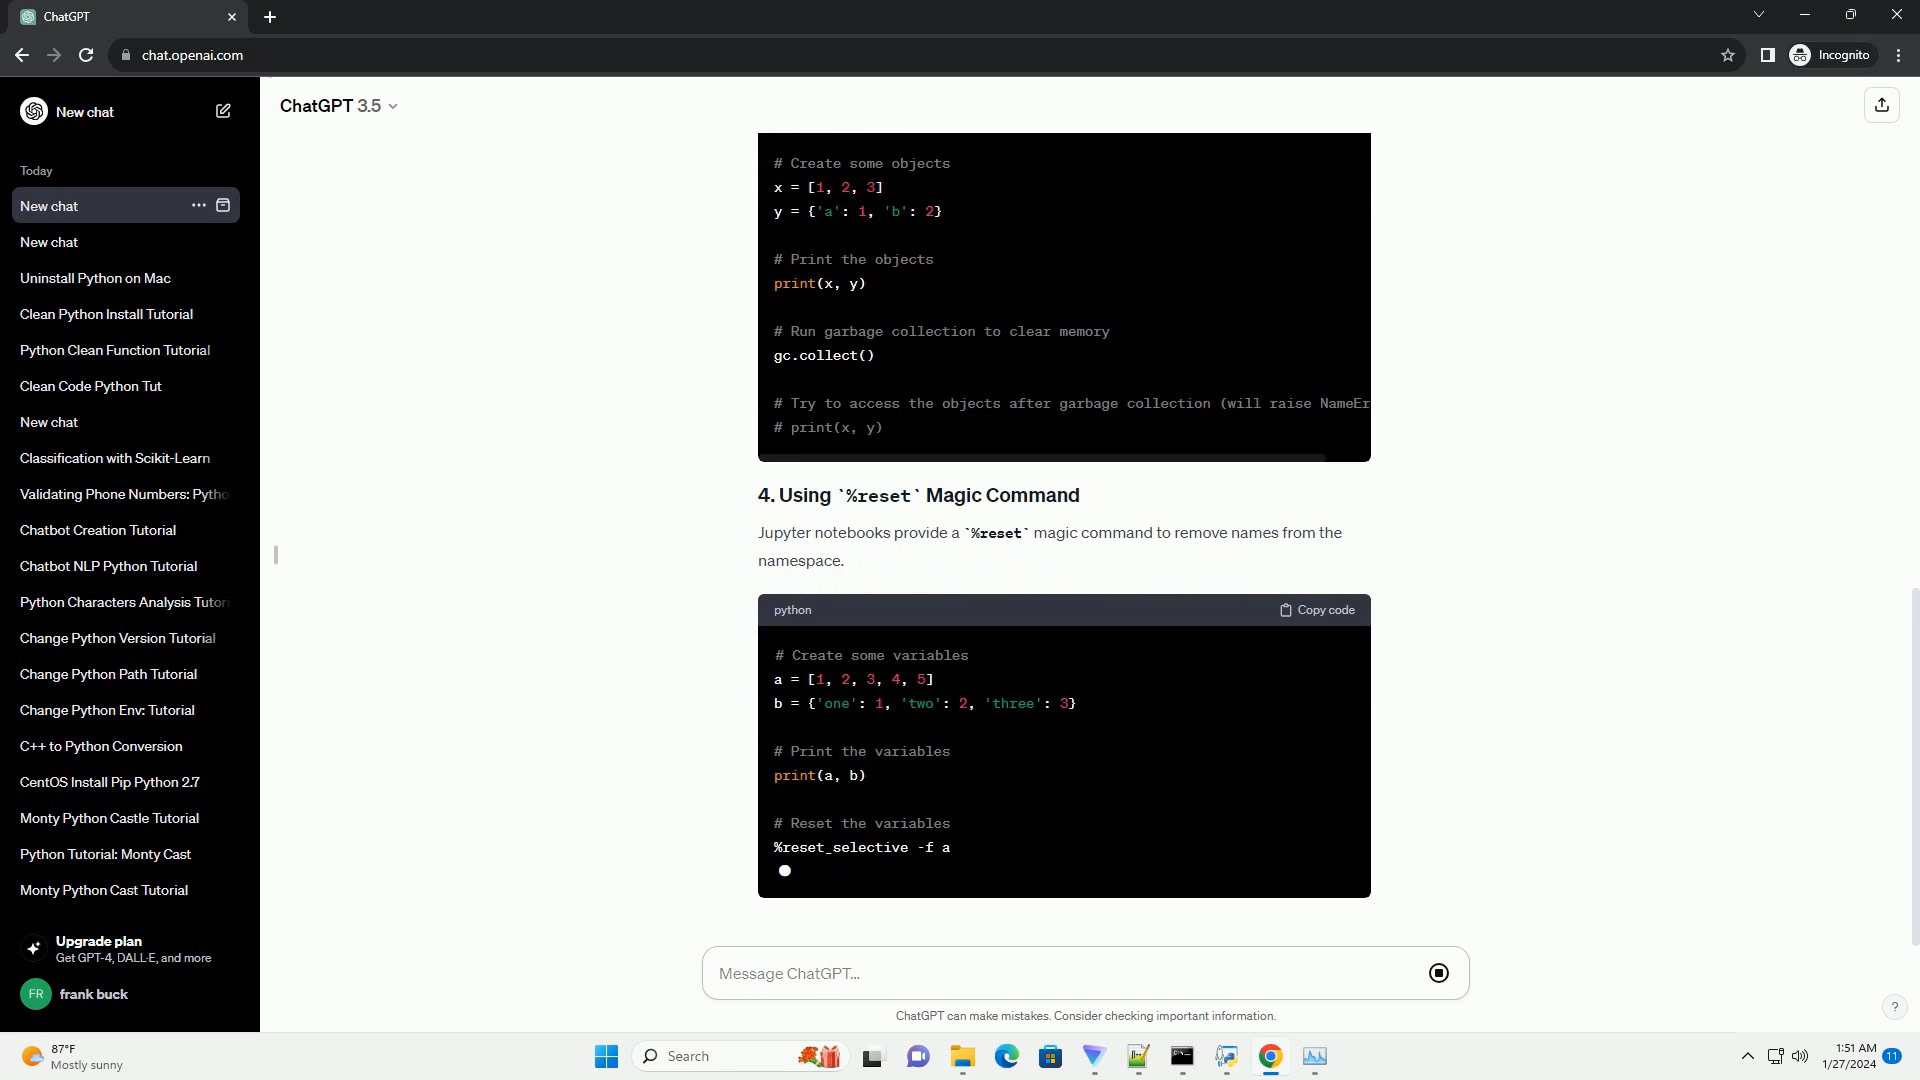 ChatGPT
chat.openai.com
Incognito
New chat
ChatGPT 3.5
Today
New chat
New chat
Uninstall Python on Mac
Clean Python Install Tutorial
Python Clean Function Tutorial
Clean Code Python Tut
New chat
Classification with Scikit-Learn
Validating Phone Numbers: Pytho
Chatbot Creation Tutorial
Chatbot NLP Python Tutorial
Python Characters Analysis Tutori
Change Python Version Tutorial
Change Python Path Tutorial
Change Python Env: Tutorial
C++ to Python Conversion
CentOS Install Pip Python 2.7
Monty Python Castle Tutorial
Python Tutorial: Monty Cast
Monty Python Cast Tutorial
Upgrade plan
Get GPT-4, DALL·E, and more
FR frank buck
# Create some objects
x = [1, 2, 3]
y = {'a': 1, 'b': 2}
# Print the objects
print(x, y)
# Run garbage collection to clear memory
gc.collect()
# Try to access the objects after garbage collection (will raise NameEr
# print(x, y)
4. Using `%reset` Magic Command
Jupyter notebooks provide a `%reset` magic command to remove names from the
namespace.
python Copy code
# Create some variables
a = [1, 2, 3, 4, 5]
b = {'one': 1, 'two': 2, 'three': 3}
# Print the variables
print(a, b)
# Reset the variables
%reset_selective -f a
Message ChatGPT...
ChatGPT can make mistakes. Consider checking important information.
?
87°F
Mostly sunny
Search
1:51 AM
1/27/2024
11